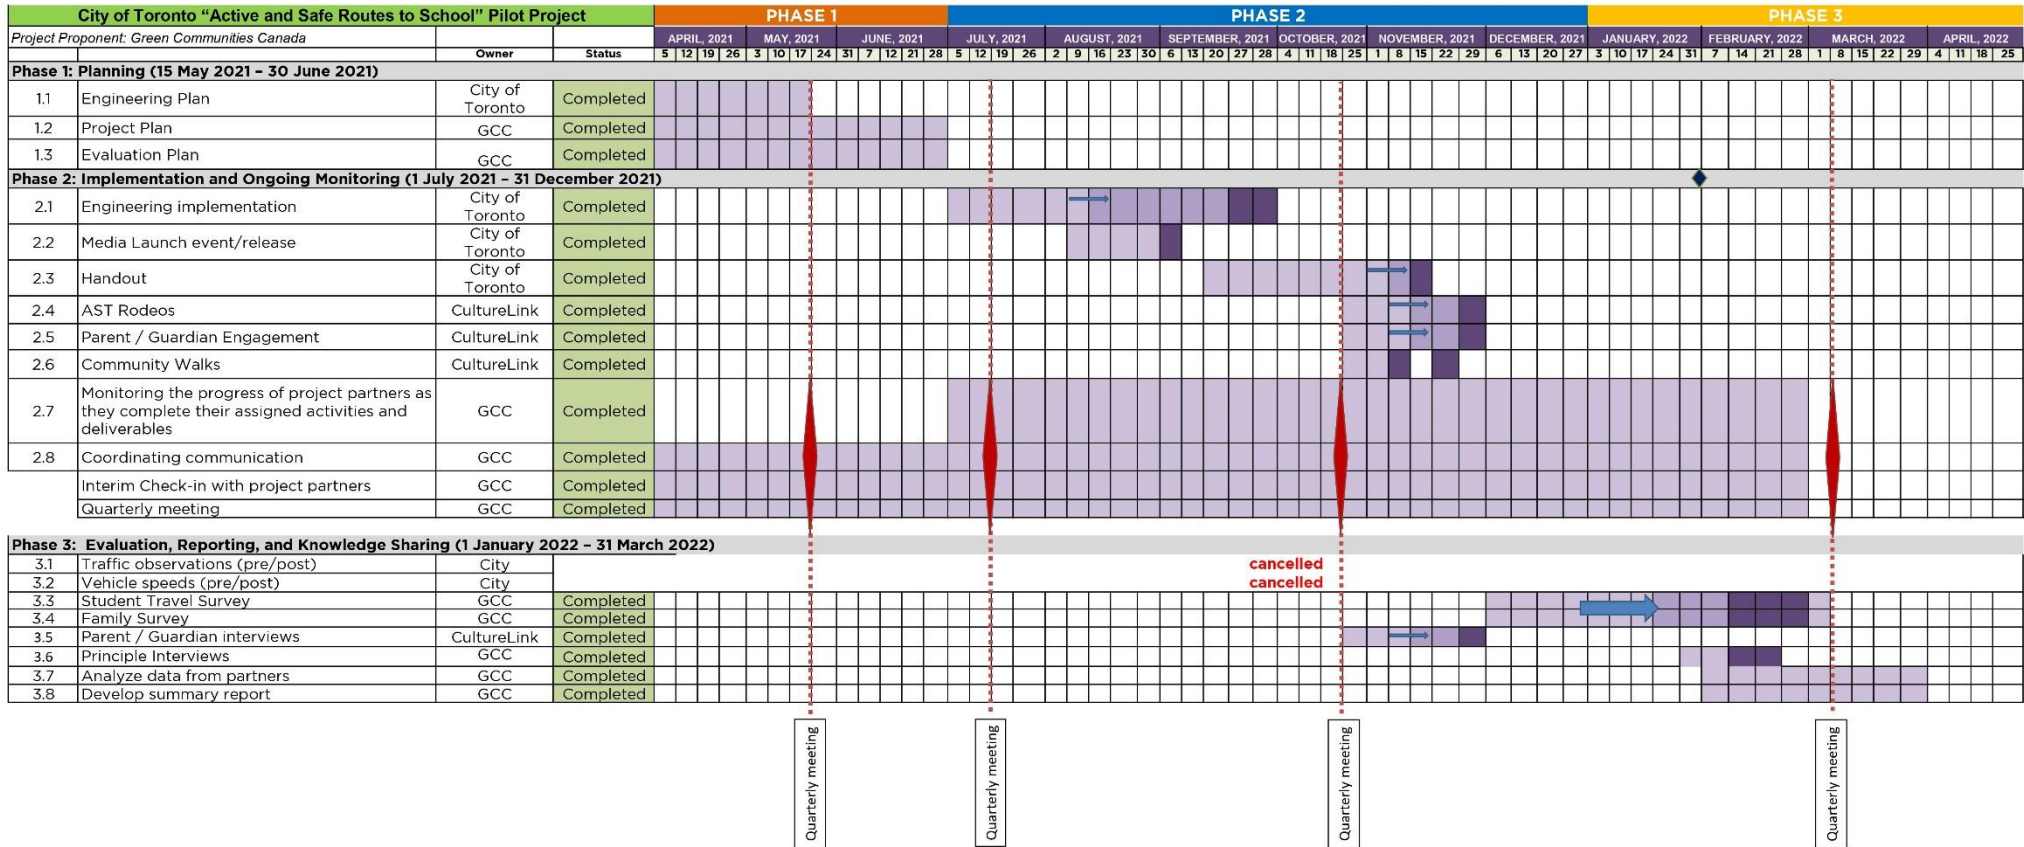 City of Toronto “Active and Safe Routes to School” Pilot Project PHASE 1 PHASE 2 PHASE 3
Project Proponent: Green Communities Canada APRIL, 2021 MAY, 2021 JUNE, 2021 JULY, 2021 AUGUST, 2021 SEPTEMBER, 2021 OCTOBER, 2021 NOVEMBER, 2021 DECEMBER, 2021 JANUARY, 2022 FEBRUARY, 2022 MARCH, 2022 APRIL, 2022
Owner Status 5 12 19 26 3 10 17 24 31 7 12 21 28 5 12 19 26 2 9 16 23 30 6 13 20 27 28 4 11 18 25 1 8 15 22 29 6 13 20 27 3 10 17 24 31 7 14 21 28 1 8 15 22 29 4 11 18 25
Phase 1: Planning (15 May 2021 – 30 June 2021)
1.1 Engineering Plan City of Toronto Completed
1.2 Project Plan GCC Completed
1.3 Evaluation Plan GCC Completed
Phase 2: Implementation and Ongoing Monitoring (1 July 2021 – 31 December 2021)
2.1 Engineering implementation City of Toronto Completed
2.2 Media Launch event/release City of Toronto Completed
2.3 Handout City of Toronto Completed
2.4 AST Rodeos CultureLink Completed
2.5 Parent / Guardian Engagement CultureLink Completed
2.6 Community Walks CultureLink Completed
2.7 Monitoring the progress of project partners as
they complete their assigned activities and
deliverables GCC Completed
2.8 Coordinating communication GCC Completed
Interim Check-in with project partners GCC Completed
Quarterly meeting GCC Completed
Phase 3: Evaluation, Reporting, and Knowledge Sharing (1 January 2022 – 31 March 2022)
3.1 Traffic observations (pre/post) City cancelled
3.2 Vehicle speeds (pre/post) City cancelled
3.3 Student Travel Survey GCC Completed
3.4 Family Survey GCC Completed
3.5 Parent / Guardian interviews CultureLink Completed
3.6 Principle Interviews GCC Completed
3.7 Analyze data from partners GCC Completed
3.8 Develop summary report GCC Completed
Quarterly meeting
Quarterly meeting
Quarterly meeting
Quarterly meeting